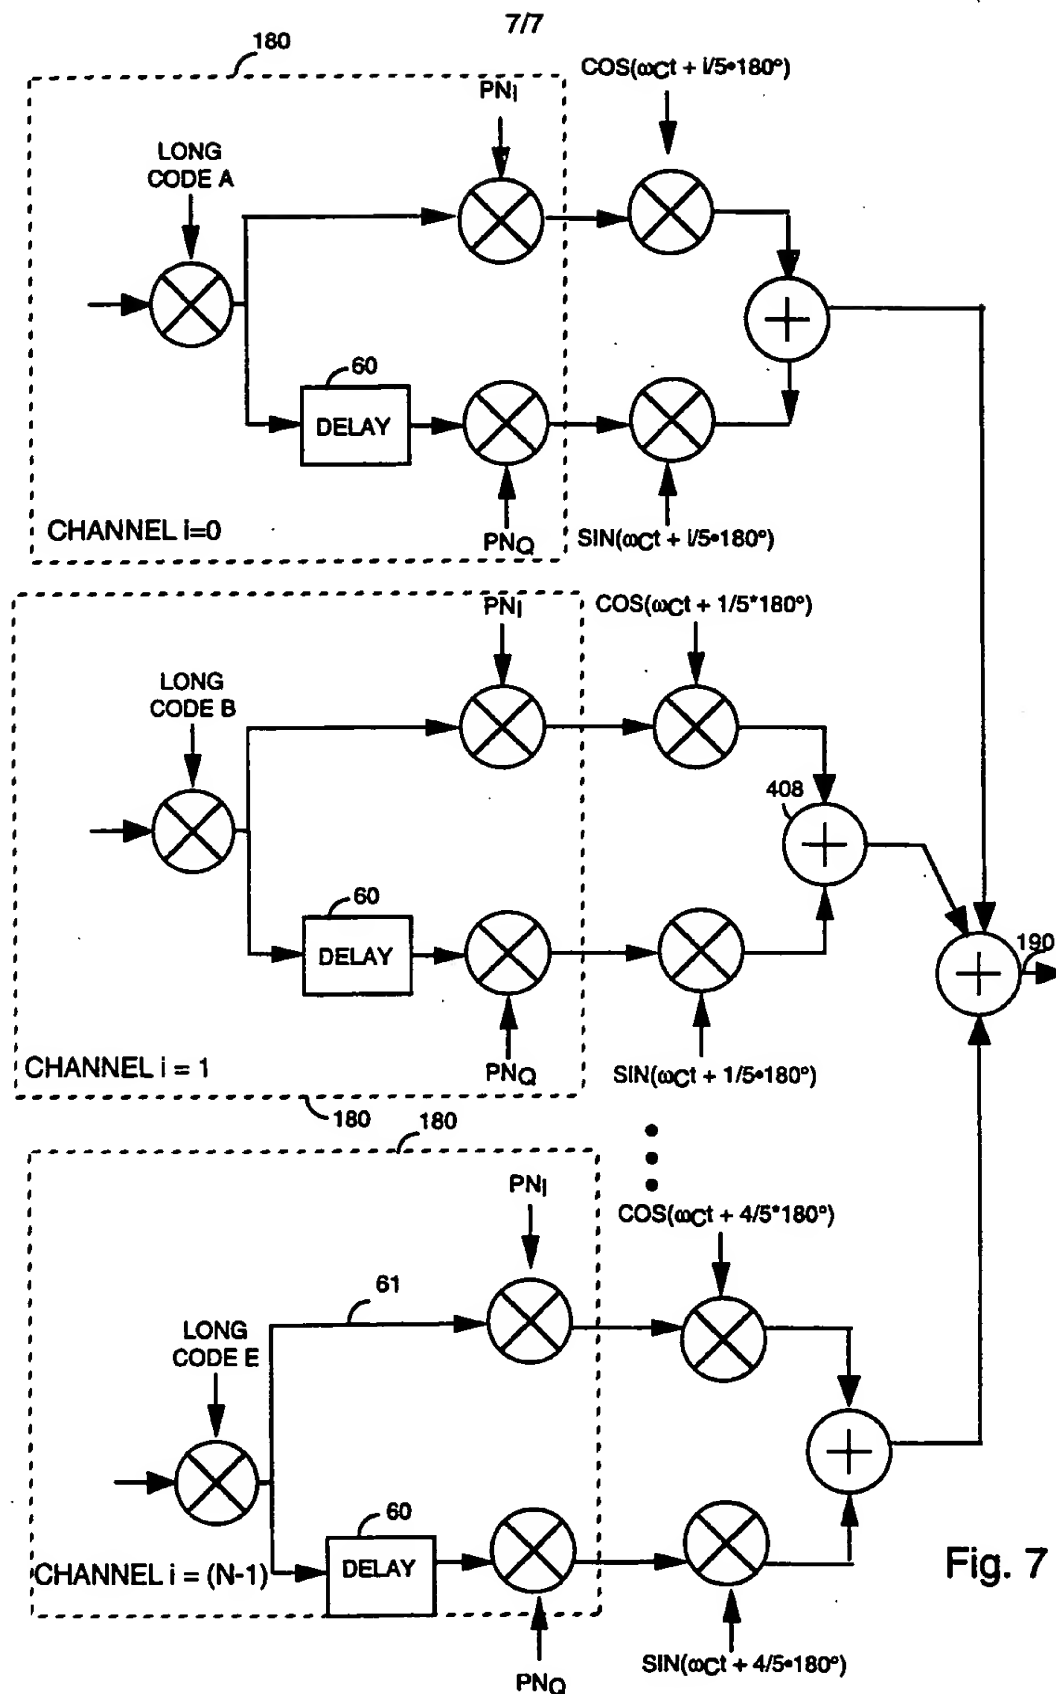 7/7
180
COS(ωCt + i/5•180°)
PNI
LONG
CODE A
60
DELAY
CHANNEL i=0
PNQ
SIN(ωCt + i/5•180°)
PNI
COS(ωCt + 1/5*180°)
LONG
CODE B
408
60
DELAY
190
CHANNEL i = 1
PNQ
SIN(ωCt + 1/5•180°)
180
180
PNI
COS(ωCt + 4/5*180°)
61
LONG
CODE E
60
DELAY
CHANNEL i = (N-1)
Fig. 7
PNQ
SIN(ωCt + 4/5•180°)